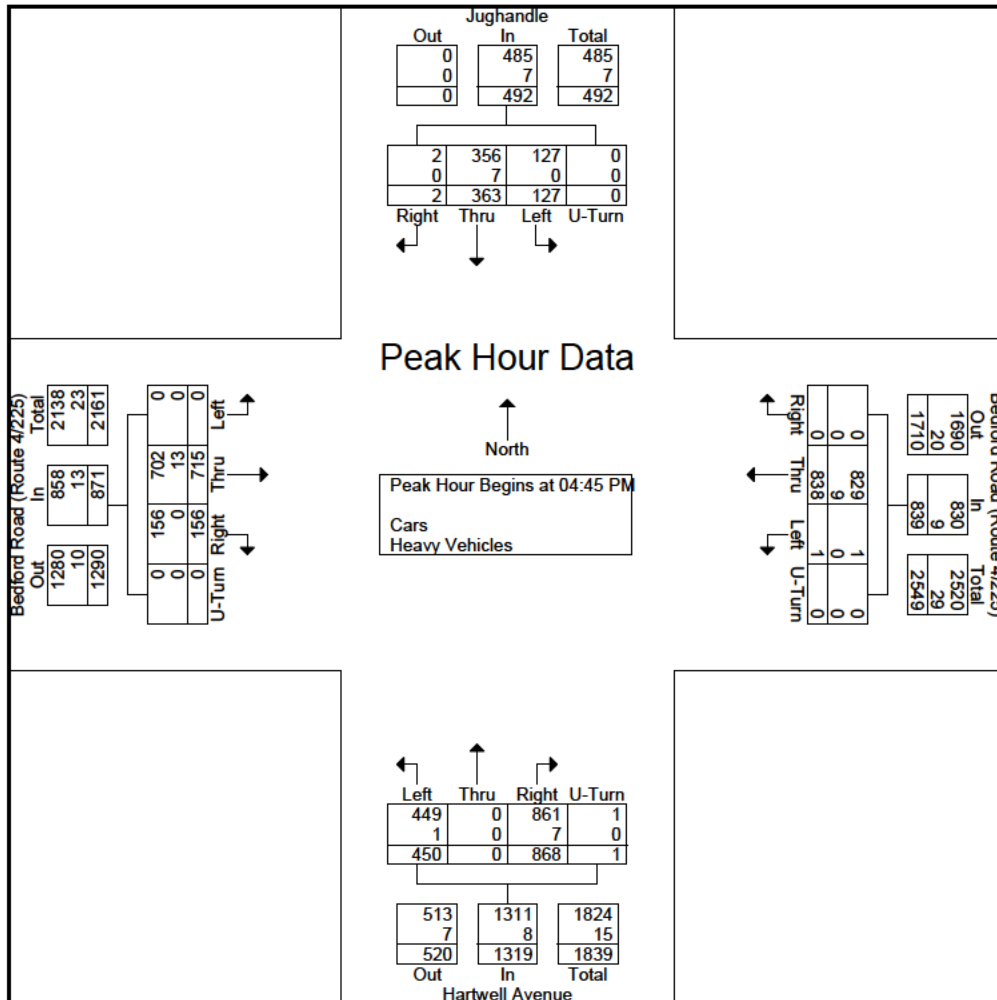 Jughandle
Out In Total
0 485 485
0 7 7
0 492 492
2 356 127 0
0 7 0 0
2 363 127 0
Right Thru Left U-Turn
Peak Hour Data
North
Peak Hour Begins at 04:45 PM
Cars
Heavy Vehicles
Bedford Road (Route 4/225)
Out In Total
1280 858 2138
10 13 23
1290 871 2161
U-Turn Right Thru Left
0 156 702 0
0 0 13 0
0 156 715 0
Bedford Road (Route 4/225)
Out In Total
1690 830 2520
20 9 29
1710 839 2549
0 829 1 0
0 9 0 0
0 838 1 0
Right Thru Left U-Turn
Left Thru Right U-Turn
449 0 861 1
1 0 7 0
450 0 868 1
513 1311 1824
7 8 15
520 1319 1839
Out In Total
Hartwell Avenue